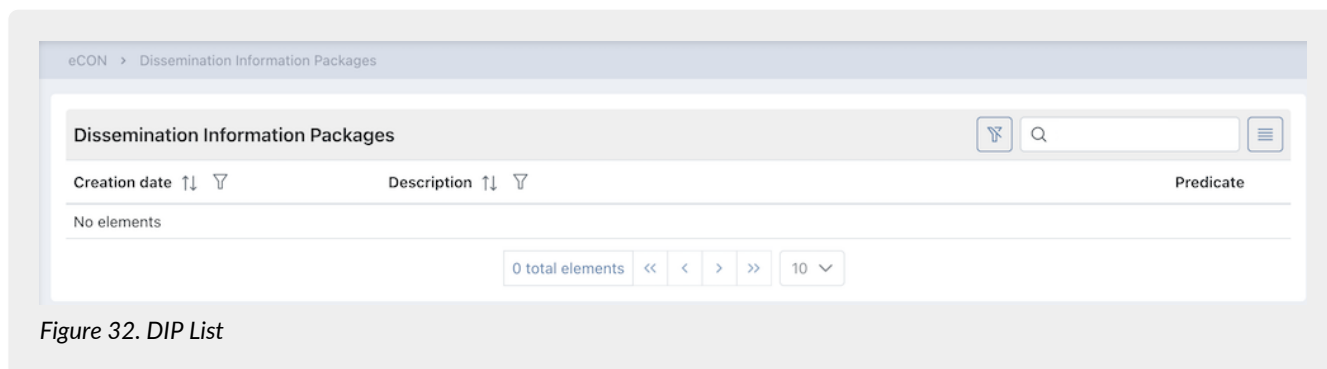 eCON > Dissemination Information Packages
Dissemination Information Packages
Creation date Description Predicate
No elements
0 total elements << < > >> 10
Figure 32. DIP List